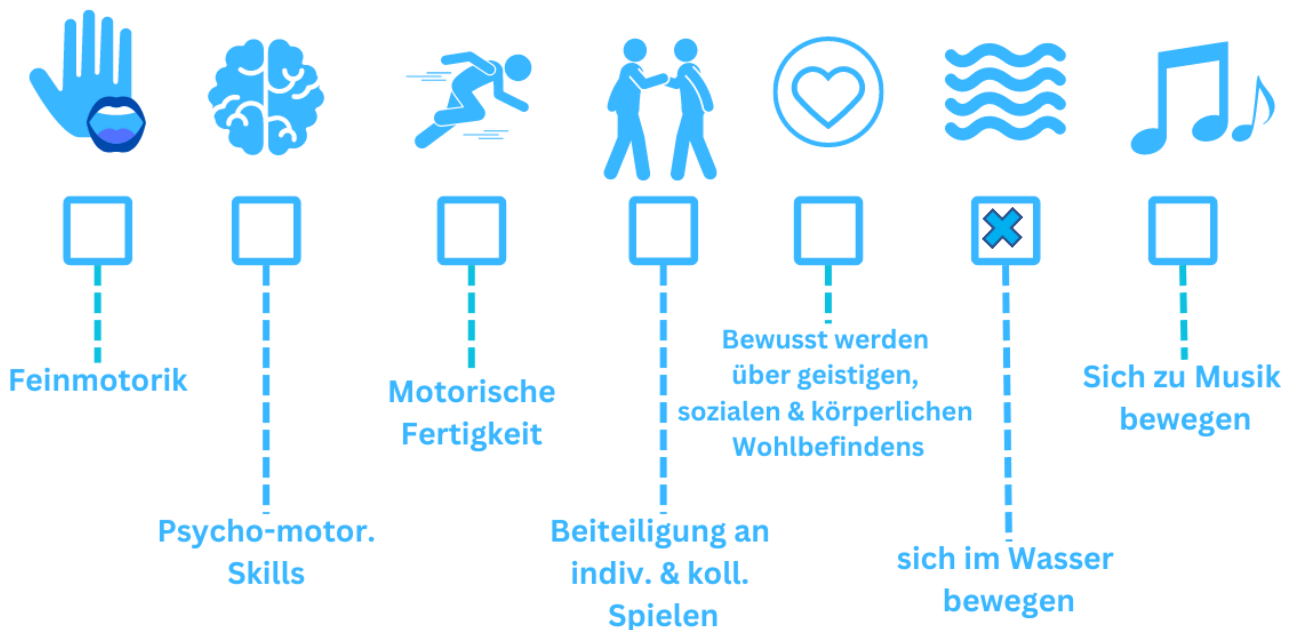 Feinmotorik
Psycho-motor.
Skills
Motorische
Fertigkeit
Beiteiligung an
indiv. & koll.
Spielen
Bewusst werden
über geistigen,
sozialen & körperlichen
Wohlbefindens
sich im Wasser
bewegen
Sich zu Musik
bewegen